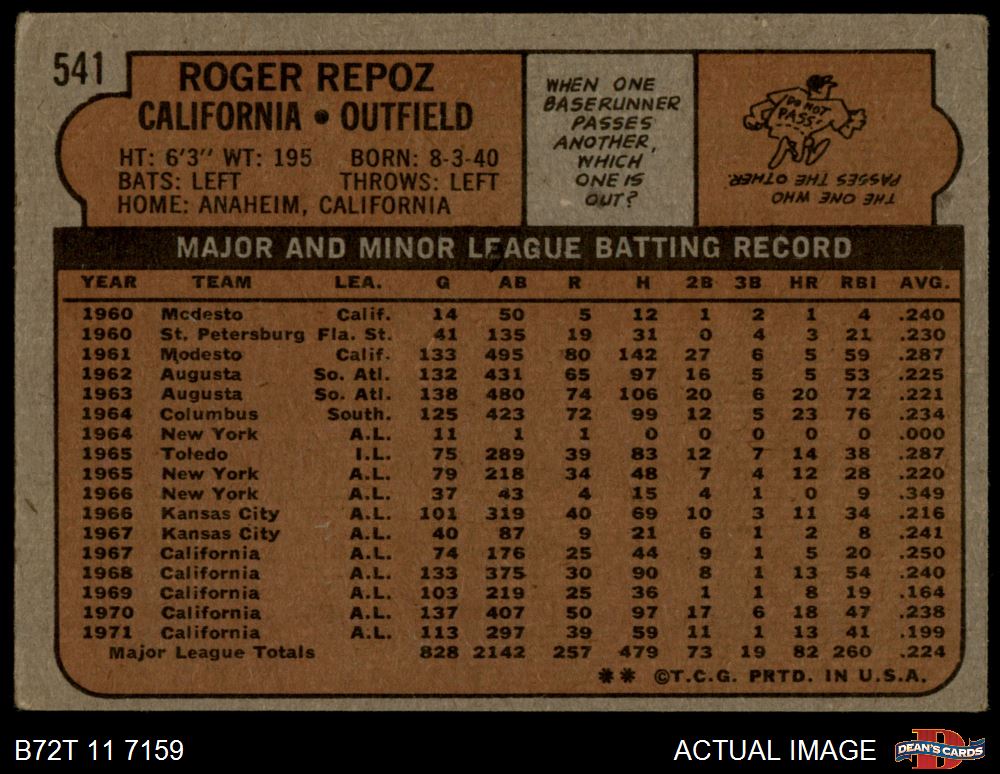 541
ROGER REPOZ
CALIFORNIA • OUTFIELD
HT: 6'3" WT: 195 BORN: 8-3-40
BATS: LEFT THROWS: LEFT
HOME: ANAHEIM, CALIFORNIA
WHEN ONE
BASERUNNER
PASSES
ANOTHER,
WHICH
ONE IS
OUT?
DO NOT
PASS!
THE ONE WHO
PASSES THE OTHER.
MAJOR AND MINOR LEAGUE BATTING RECORD
YEAR TEAM LEA. G AB R H 2B 3B HR RBI AVG.
1960 Modesto Calif. 14 50 5 12 1 2 1 4 .240
1960 St. Petersburg Fla. St. 41 135 19 31 0 4 3 21 .230
1961 Modesto Calif. 133 495 80 142 27 6 5 59 .287
1962 Augusta So. Atl. 132 431 65 97 16 5 5 53 .225
1963 Augusta So. Atl. 138 480 74 106 20 6 20 72 .221
1964 Columbus South. 125 423 72 99 12 5 23 76 .234
1964 New York A.L. 11 1 1 0 0 0 0 0 .000
1965 Toledo I.L. 75 289 39 83 12 7 14 38 .287
1965 New York A.L. 79 218 34 48 7 4 12 28 .220
1966 New York A.L. 37 43 4 15 4 1 0 9 .349
1966 Kansas City A.L. 101 319 40 69 10 3 11 34 .216
1967 Kansas City A.L. 40 87 9 21 6 1 2 8 .241
1967 California A.L. 74 176 25 44 9 1 5 20 .250
1968 California A.L. 133 375 30 90 8 1 13 54 .240
1969 California A.L. 103 219 25 36 1 1 8 19 .164
1970 California A.L. 137 407 50 97 17 6 18 47 .238
1971 California A.L. 113 297 39 59 11 1 13 41 .199
Major League Totals 828 2142 257 479 73 19 82 260 .224
** ©T.C.G. PRTD. IN U.S.A.
B72T 11 7159
ACTUAL IMAGE
D
DEAN'S CARDS